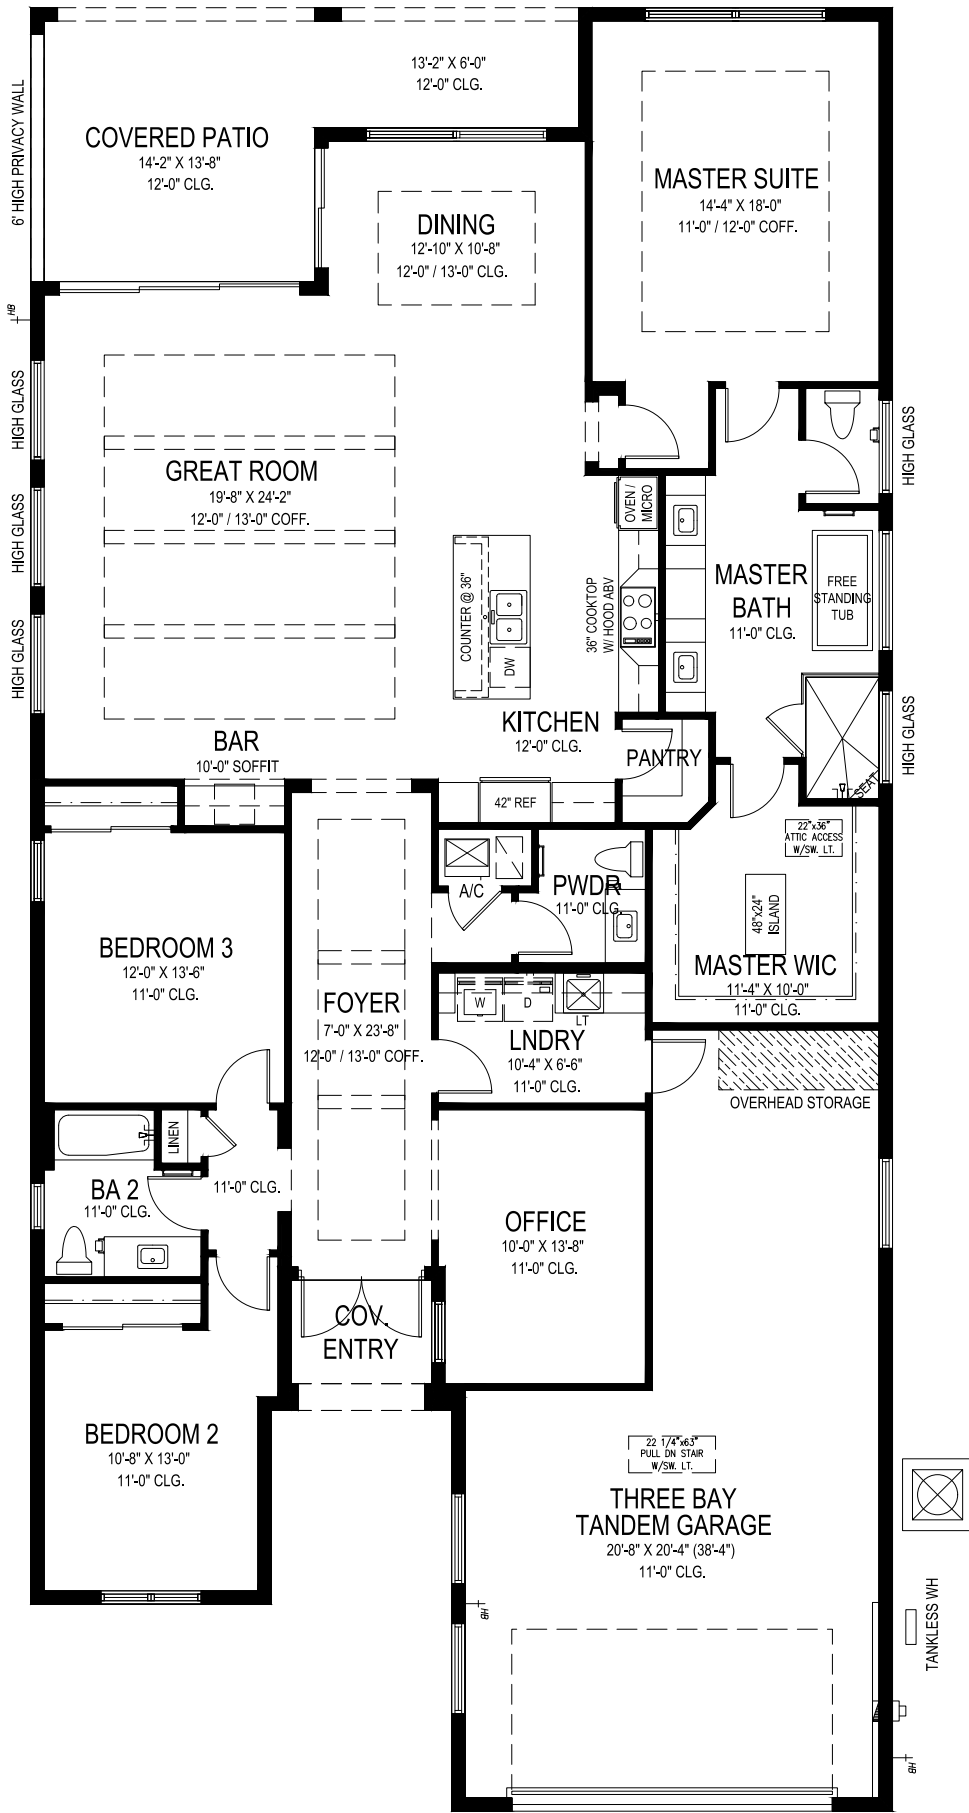 13'-2" X 6'-0"
12'-0" CLG.
6' HIGH PRIVACY WALL
COVERED PATIO
14'-2" X 13'-8"
12'-0" CLG.
MASTER SUITE
14'-4" X 18'-0"
11'-0" / 12'-0" COFF.
DINING
12'-10" X 10'-8"
12'-0" / 13'-0" CLG.
HB
HIGH GLASS
HIGH GLASS
HIGH GLASS
GREAT ROOM
19'-8" X 24'-2"
12'-0" / 13'-0" COFF.
HIGH GLASS
OVEN /
MICRO
COUNTER @ 36"
DW
36" COOKTOP
W/ HOOD ABV
MASTER
BATH
11'-0" CLG.
FREE
STANDING
TUB
HIGH GLASS
SEAT
BAR
10'-0" SOFFIT
KITCHEN
12'-0" CLG.
PANTRY
42" REF
22"x36"
ATTIC ACCESS
W/SW. LT.
A/C
PWDR
11'-0" CLG.
48"x24"
ISLAND
MASTER WIC
11'-4" X 10'-0"
11'-0" CLG.
BEDROOM 3
12'-0" X 13'-6"
11'-0" CLG.
FOYER
7'-0" X 23'-8"
12'-0" / 13'-0" COFF.
W
D
LT
LNDRY
10'-4" X 6'-6"
11'-0" CLG.
OVERHEAD STORAGE
LINEN
BA 2
11'-0" CLG.
11'-0" CLG.
OFFICE
10'-0" X 13'-8"
11'-0" CLG.
COV.
ENTRY
BEDROOM 2
10'-8" X 13'-0"
11'-0" CLG.
22 1/4"x63"
PULL DN STAIR
W/SW. LT.
THREE BAY
TANDEM GARAGE
20'-8" X 20'-4" (38'-4")
11'-0" CLG.
HB
TANKLESS WH
HB